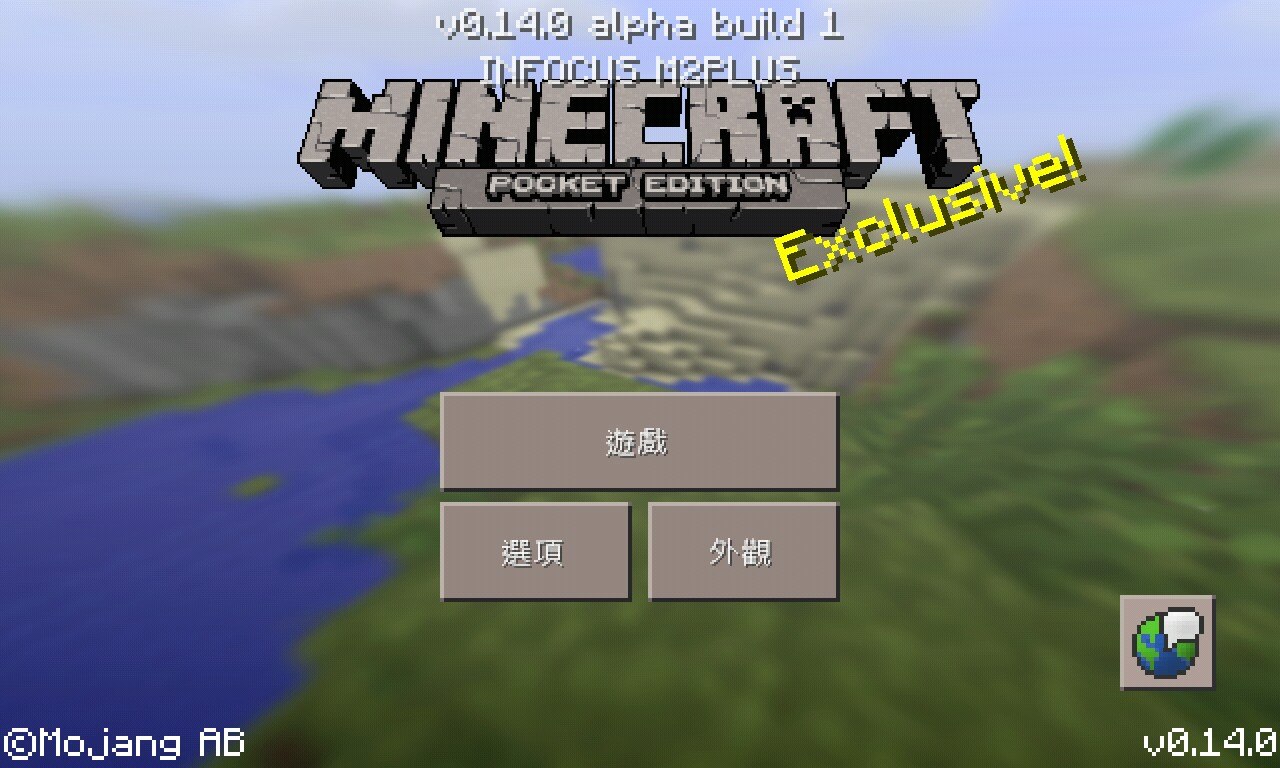 v0.14.0 alpha build 1
INFOCUS M2PLUS
MINECRAFT
POCKET EDITION
Exclusive!
遊戲
選項
外觀
©Mojang AB
v0.14.0